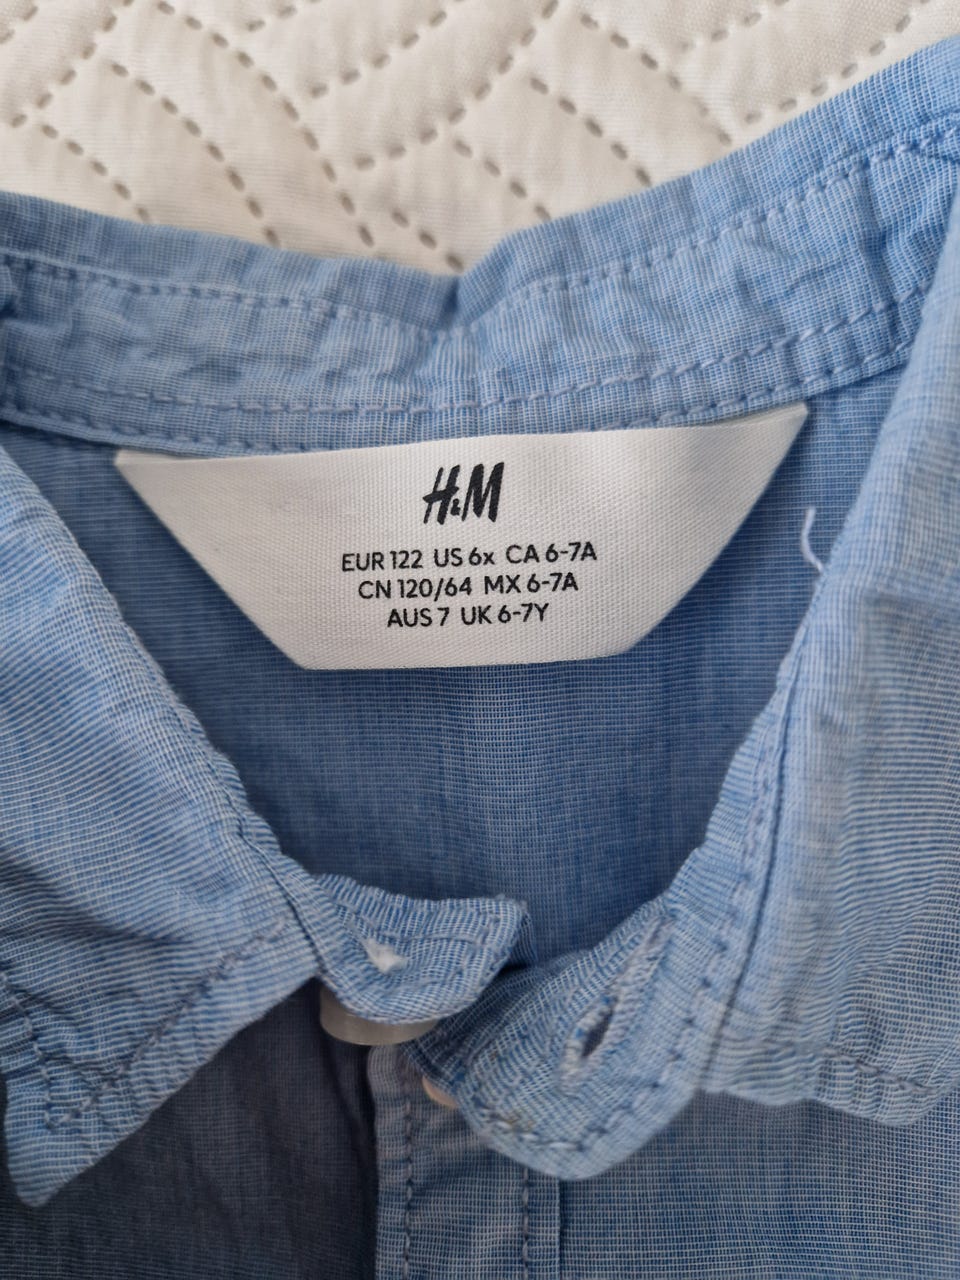 H&M
EUR 122 US 6x CA 6-7A
CN 120/64 MX 6-7A
AUS 7 UK 6-7Y